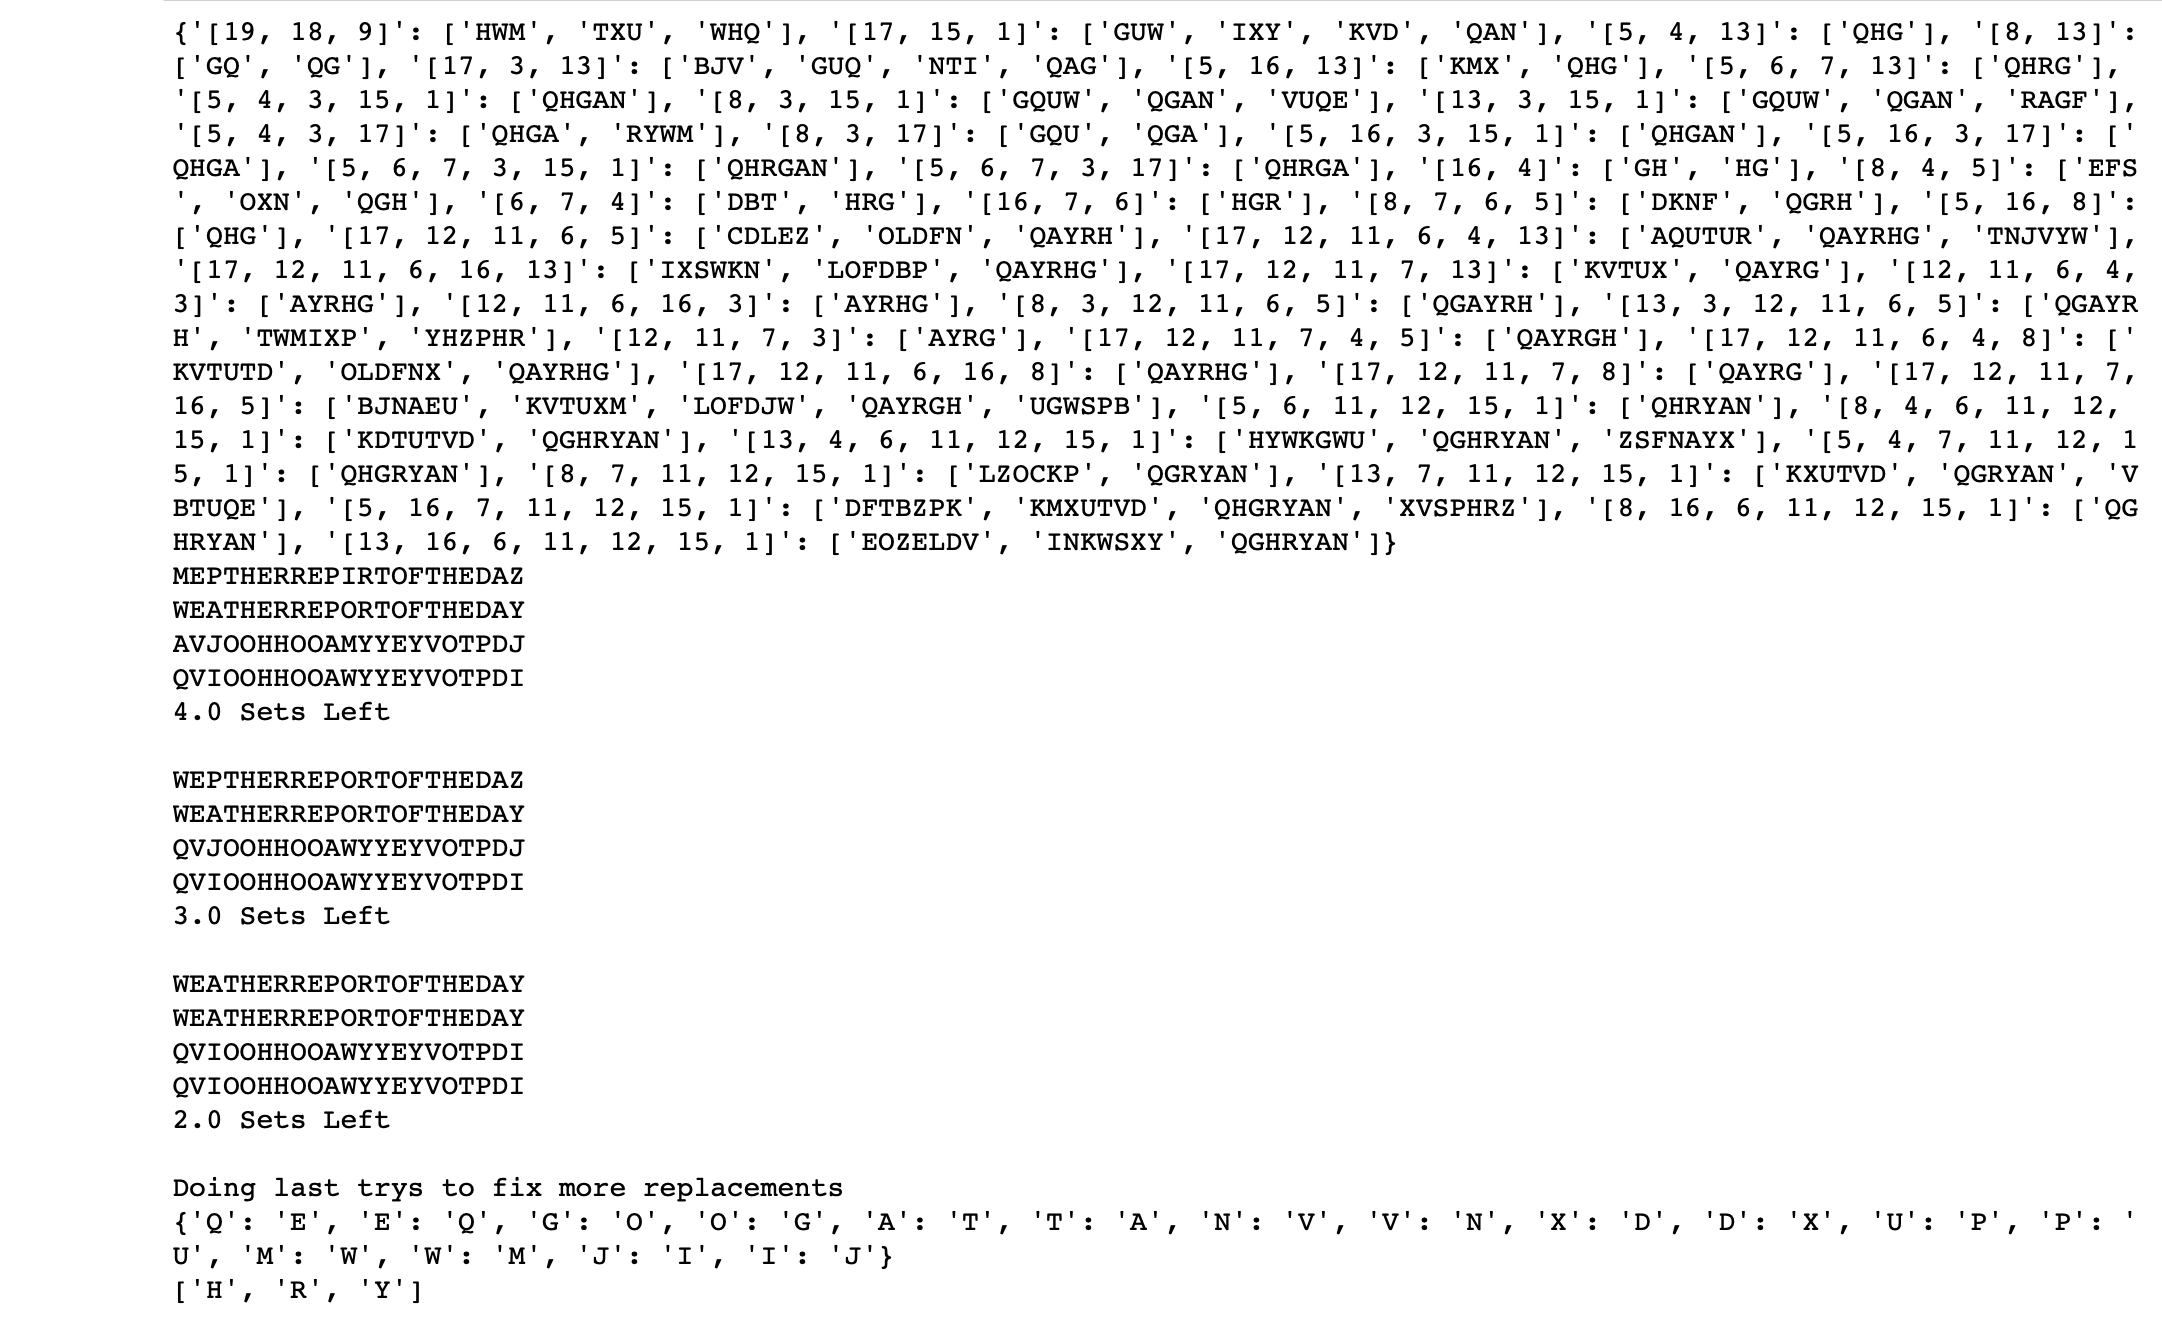 {'[19, 18, 9]': ['HWM', 'TXU', 'WHQ'], '[17, 15, 1]': ['GUW', 'IXY', 'KVD', 'QAN'], '[5, 4, 13]': ['QHG'], '[8, 13]':
['GQ', 'QG'], '[17, 3, 13]': ['BJV', 'GUQ', 'NTI', 'QAG'], '[5, 16, 13]': ['KMX', 'QHG'], '[5, 6, 7, 13]': ['QHRG'],
'[5, 4, 3, 15, 1]': ['QHGAN'], '[8, 3, 15, 1]': ['GQUW', 'QGAN', 'VUQE'], '[13, 3, 15, 1]': ['GQUW', 'QGAN', 'RAGF'],
'[5, 4, 3, 17]': ['QHGA', 'RYWM'], '[8, 3, 17]': ['GQU', 'QGA'], '[5, 16, 3, 15, 1]': ['QHGAN'], '[5, 16, 3, 17]': ['
QHGA'], '[5, 6, 7, 3, 15, 1]': ['QHRGAN'], '[5, 6, 7, 3, 17]': ['QHRGA'], '[16, 4]': ['GH', 'HG'], '[8, 4, 5]': ['EFS
', 'OXN', 'QGH'], '[6, 7, 4]': ['DBT', 'HRG'], '[16, 7, 6]': ['HGR'], '[8, 7, 6, 5]': ['DKNF', 'QGRH'], '[5, 16, 8]':
['QHG'], '[17, 12, 11, 6, 5]': ['CDLEZ', 'OLDFN', 'QAYRH'], '[17, 12, 11, 6, 4, 13]': ['AQUTUR', 'QAYRHG', 'TNJVYW'],
'[17, 12, 11, 6, 16, 13]': ['IXSWKN', 'LOFDBP', 'QAYRHG'], '[17, 12, 11, 7, 13]': ['KVTUX', 'QAYRG'], '[12, 11, 6, 4,
3]': ['AYRHG'], '[12, 11, 6, 16, 3]': ['AYRHG'], '[8, 3, 12, 11, 6, 5]': ['QGAYRH'], '[13, 3, 12, 11, 6, 5]': ['QGAYR
H', 'TWMIXP', 'YHZPHR'], '[12, 11, 7, 3]': ['AYRG'], '[17, 12, 11, 7, 4, 5]': ['QAYRGH'], '[17, 12, 11, 6, 4, 8]': ['
KVTUTD', 'OLDFNX', 'QAYRHG'], '[17, 12, 11, 6, 16, 8]': ['QAYRHG'], '[17, 12, 11, 7, 8]': ['QAYRG'], '[17, 12, 11, 7,
16, 5]': ['BJNAEU', 'KVTUXM', 'LOFDJW', 'QAYRGH', 'UGWSPB'], '[5, 6, 11, 12, 15, 1]': ['QHRYAN'], '[8, 4, 6, 11, 12,
15, 1]': ['KDTUTVD', 'QGHRYAN'], '[13, 4, 6, 11, 12, 15, 1]': ['HYWKGWU', 'QGHRYAN', 'ZSFNAYX'], '[5, 4, 7, 11, 12, 1
5, 1]': ['QHGRYAN'], '[8, 7, 11, 12, 15, 1]': ['LZOCKP', 'QGRYAN'], '[13, 7, 11, 12, 15, 1]': ['KXUTVD', 'QGRYAN', 'V
BTUQE'], '[5, 16, 7, 11, 12, 15, 1]': ['DFTBZPK', 'KMXUTVD', 'QHGRYAN', 'XVSPHRZ'], '[8, 16, 6, 11, 12, 15, 1]': ['QG
HRYAN'], '[13, 16, 6, 11, 12, 15, 1]': ['EOZELDV', 'INKWSXY', 'QGHRYAN']}
MEPTHERREPIRTOFTHEDAZ
WEATHERREPORTOFTHEDAY
AVJOOHHOOAMYYEYVOTPDJ
QVIOOHHOOAWYYEYVOTPDI
4.0 Sets Left
WEPTHERREPORTOFTHEDAZ
WEATHERREPORTOFTHEDAY
QVJOOHHOOAWYYEYVOTPDJ
QVIOOHHOOAWYYEYVOTPDI
3.0 Sets Left
WEATHERREPORTOFTHEDAY
WEATHERREPORTOFTHEDAY
QVIOOHHOOAWYYEYVOTPDI
QVIOOHHOOAWYYEYVOTPDI
2.0 Sets Left
Doing last trys to fix more replacements
{'Q': 'E', 'E': 'Q', 'G': 'O', 'O': 'G', 'A': 'T', 'T': 'A', 'N': 'V', 'V': 'N', 'X': 'D', 'D': 'X', 'U': 'P', 'P': '
U', 'M': 'W', 'W': 'M', 'J': 'I', 'I': 'J'}
['H', 'R', 'Y']